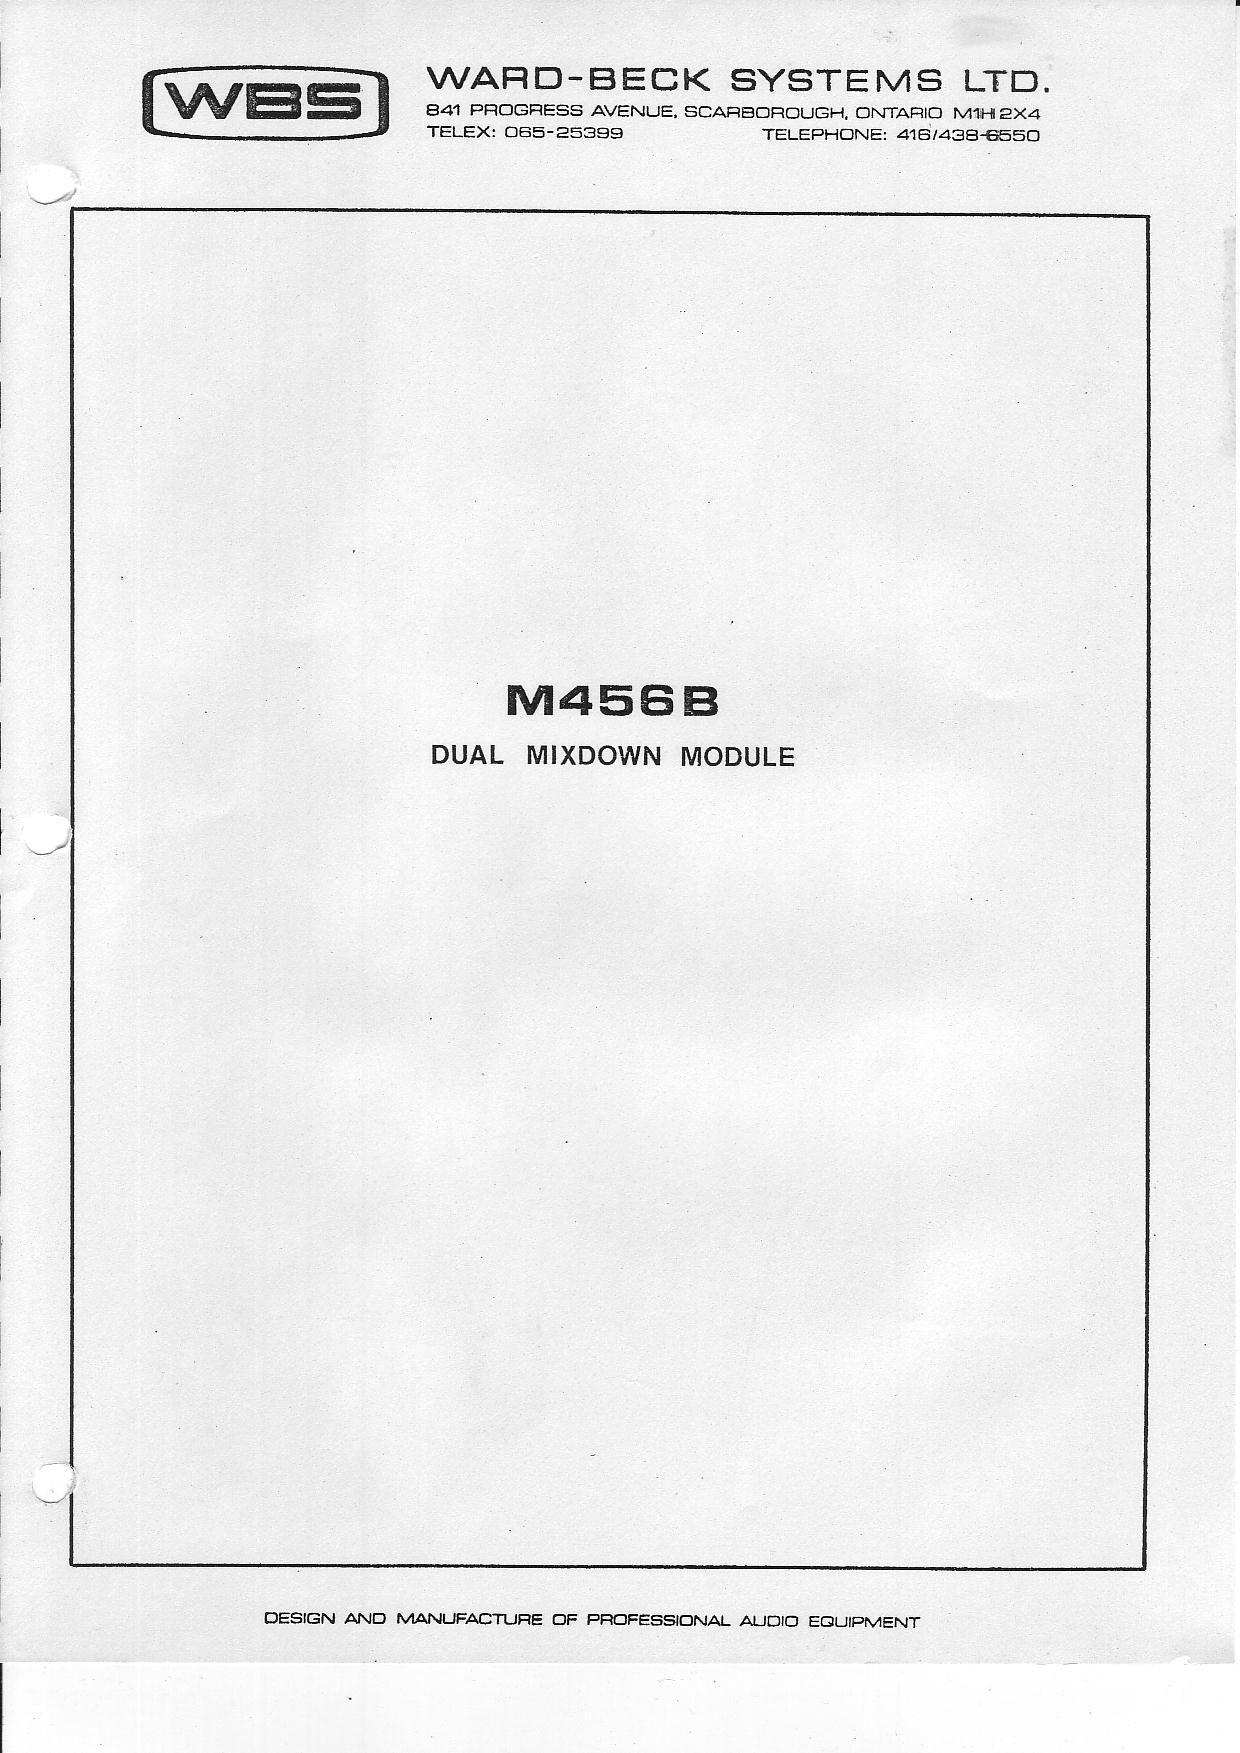 WBS
WARD-BECK SYSTEMS LTD.
841 PROGRESS AVENUE, SCARBOROUGH, ONTARIO M1H 2X4
TELEX: 065-25399 TELEPHONE: 416/438-6550
M456B
DUAL MIXDOWN MODULE
DESIGN AND MANUFACTURE OF PROFESSIONAL AUDIO EQUIPMENT